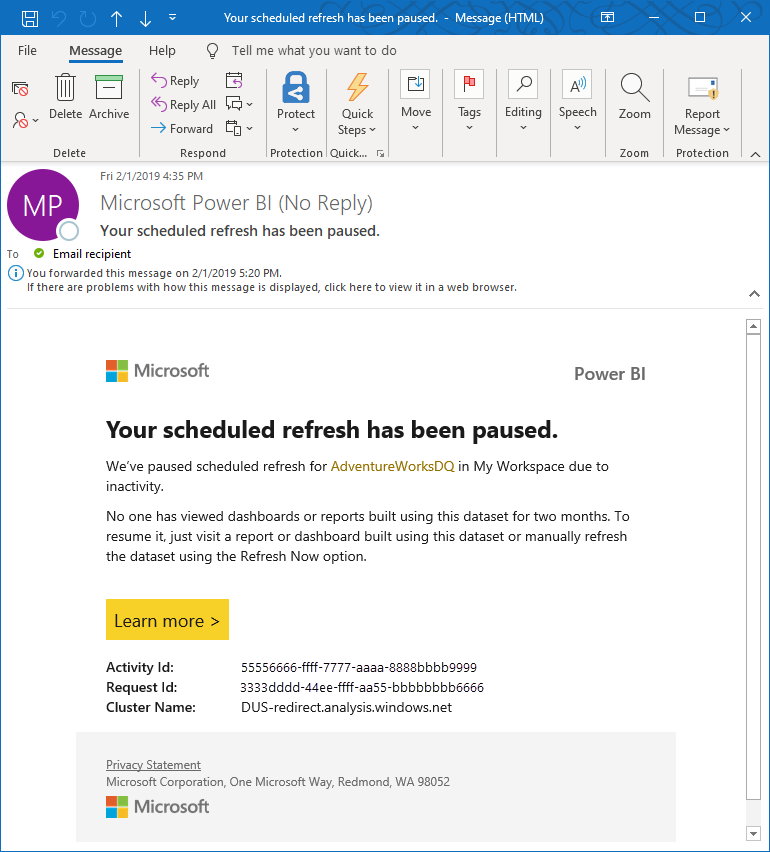 Your scheduled refresh has been paused. - Message (HTML)
File Message Help Tell me what you want to do
Delete Archive
Delete
Reply
Reply All
Forward
Respond
Protect
Protection
Quick Steps
Quick...
Move
Tags
Editing
Speech
Zoom
Zoom
Report Message
Protection
MP
Fri 2/1/2019 4:35 PM
Microsoft Power BI (No Reply)
Your scheduled refresh has been paused.
To Email recipient
You forwarded this message on 2/1/2019 5:20 PM.
If there are problems with how this message is displayed, click here to view it in a web browser.
Microsoft Power BI
Your scheduled refresh has been paused.
We've paused scheduled refresh for AdventureWorksDQ in My Workspace due to
inactivity.
No one has viewed dashboards or reports built using this dataset for two months. To
resume it, just visit a report or dashboard built using this dataset or manually refresh
the dataset using the Refresh Now option.
Learn more >
Activity Id: 55556666-ffff-7777-aaaa-8888bbbb9999
Request Id: 3333dddd-44ee-ffff-aa55-bbbbbbbb6666
Cluster Name: DUS-redirect.analysis.windows.net
Privacy Statement
Microsoft Corporation, One Microsoft Way, Redmond, WA 98052
Microsoft